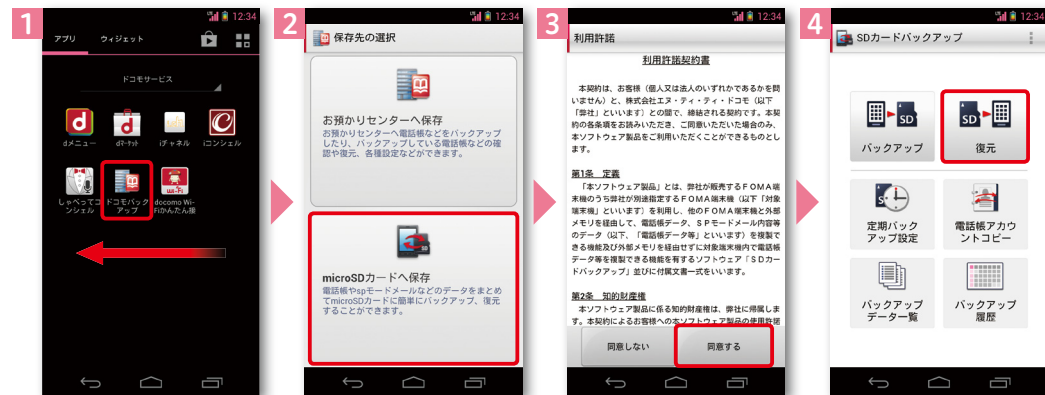 1
12:34
アプリ
ウィジェット
ドコモサービス
dメニュー
dマーケット
iチャネル
iコンシェル
しゃべってコ
ンシェル
ドコモバック
アップ
docomo Wi-
Fiかんたん接
2
12:34
保存先の選択
お預かりセンターへ保存
お預かりセンターへ電話帳などをバックアップ
したり、バックアップしている電話帳などの確
認や復元、各種設定などができます。
microSDカードへ保存
電話帳やspモードメールなどのデータをまとめ
てmicroSDカードに簡単にバックアップ、復元
することができます。
3
12:34
利用許諾
利用許諾契約書
本契約は、お客様（個人又は法人のいずれかであるかを問
いません）と、株式会社エヌ・ティ・ティ・ドコモ（以下
「弊社」といいます）との間で、締結される契約です。本契
約の各条項をお読みいただき、ご同意いただいた場合のみ、
本ソフトウェア製品をご利用いただくことができるものとし
ます。
第1条 定義
「本ソフトウェア製品」とは、弊社が販売するFOMA端
末機のうち弊社が別途指定するFOMA端末機（以下「対象
端末機」といいます）を利用し、他のFOMA端末機と外部
メモリを経由して、電話帳データ、SPモードメール内容等
のデータ（以下、「電話帳データ等」といいます）を複製で
きる機能及び外部メモリを経由せずに対象端末機内で電話帳
データ等を複製できる機能を有するソフトウェア「SDカー
ドバックアップ」並びに付属文書一式をいいます。
第2条 知的財産権
本ソフトウェア製品に係る知的財産権は、弊社に帰属しま
す。本契約によるお客様への本ソフトウェア製品の使用許諾
同意しない
同意する
4
12:34
SDカードバックアップ
SD
バックアップ
SD
復元
定期バック
アップ設定
電話帳アカウ
ントコピー
バックアップ
データ一覧
バックアップ
履歴